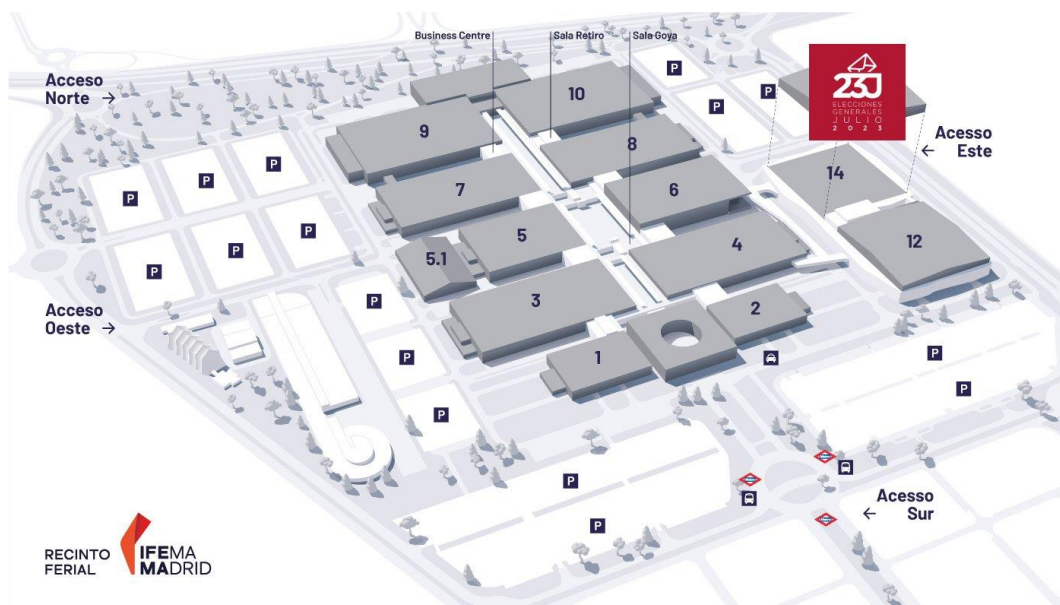 Business Centre
Sala Retiro
Sala Goya
Acceso
Norte →
P
P
P
23J
ELECCIONES
GENERALES
JULIO
2023
10
9
8
Acesso
← Este
14
7
6
P
P
P
P
P
P
5
4
12
5.1
3
2
Acceso
Oeste →
P
P
P
1
P
P
P
P
P
Acesso
← Sur
RECINTO
FERIAL
IFEMA
MADRID